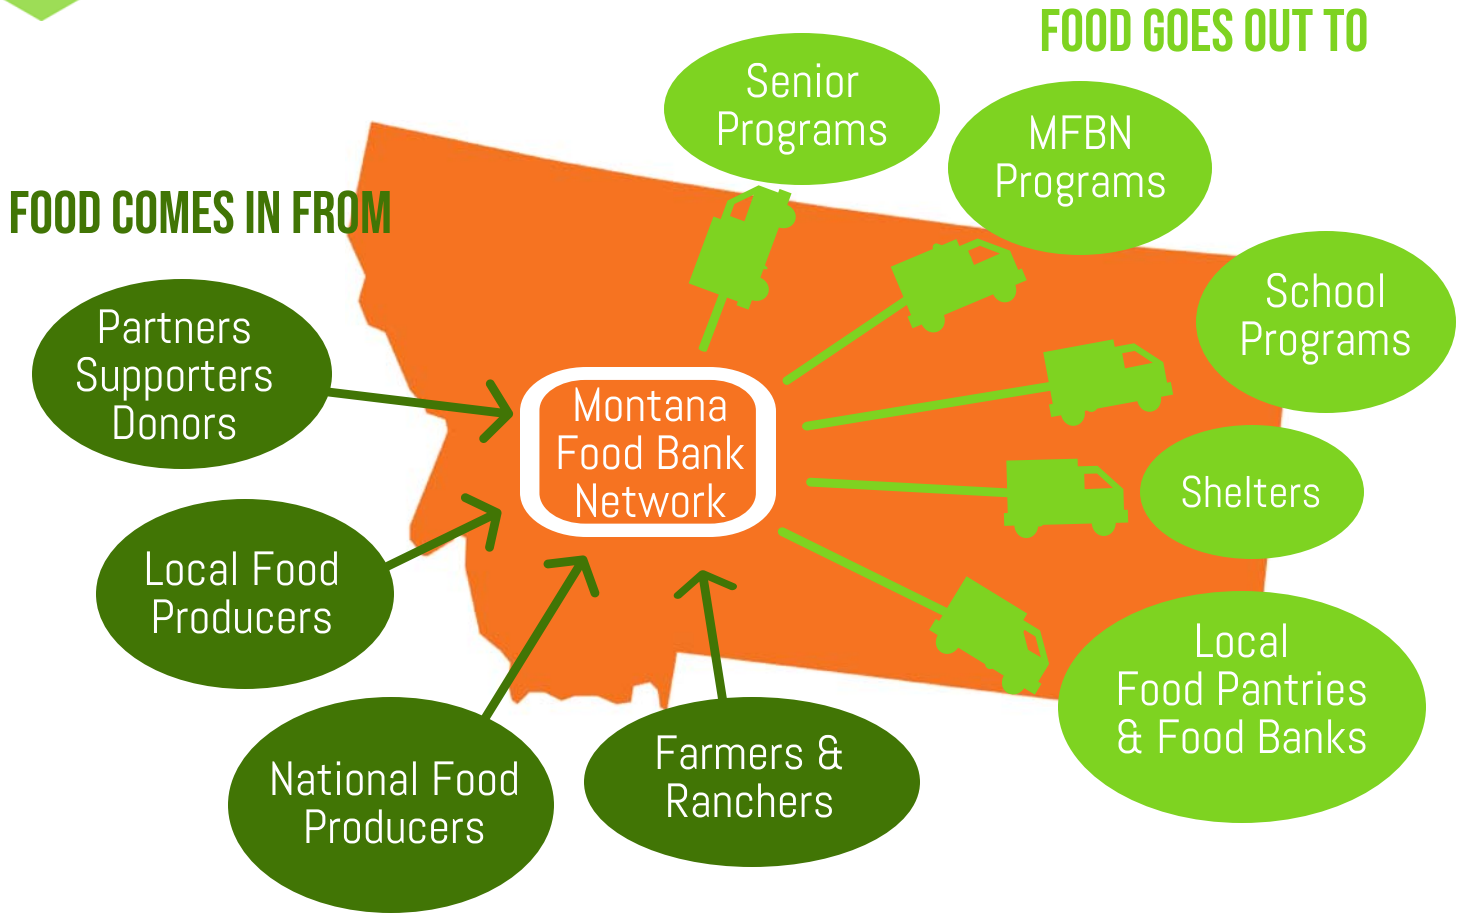 FOOD GOES OUT TO
Senior
Programs
MFBN
Programs
FOOD COMES IN FROM
School
Programs
Partners
Supporters
Donors
Montana
Food Bank
Network
Shelters
Local Food
Producers
Local
Food Pantries
& Food Banks
National Food
Producers
Farmers &
Ranchers